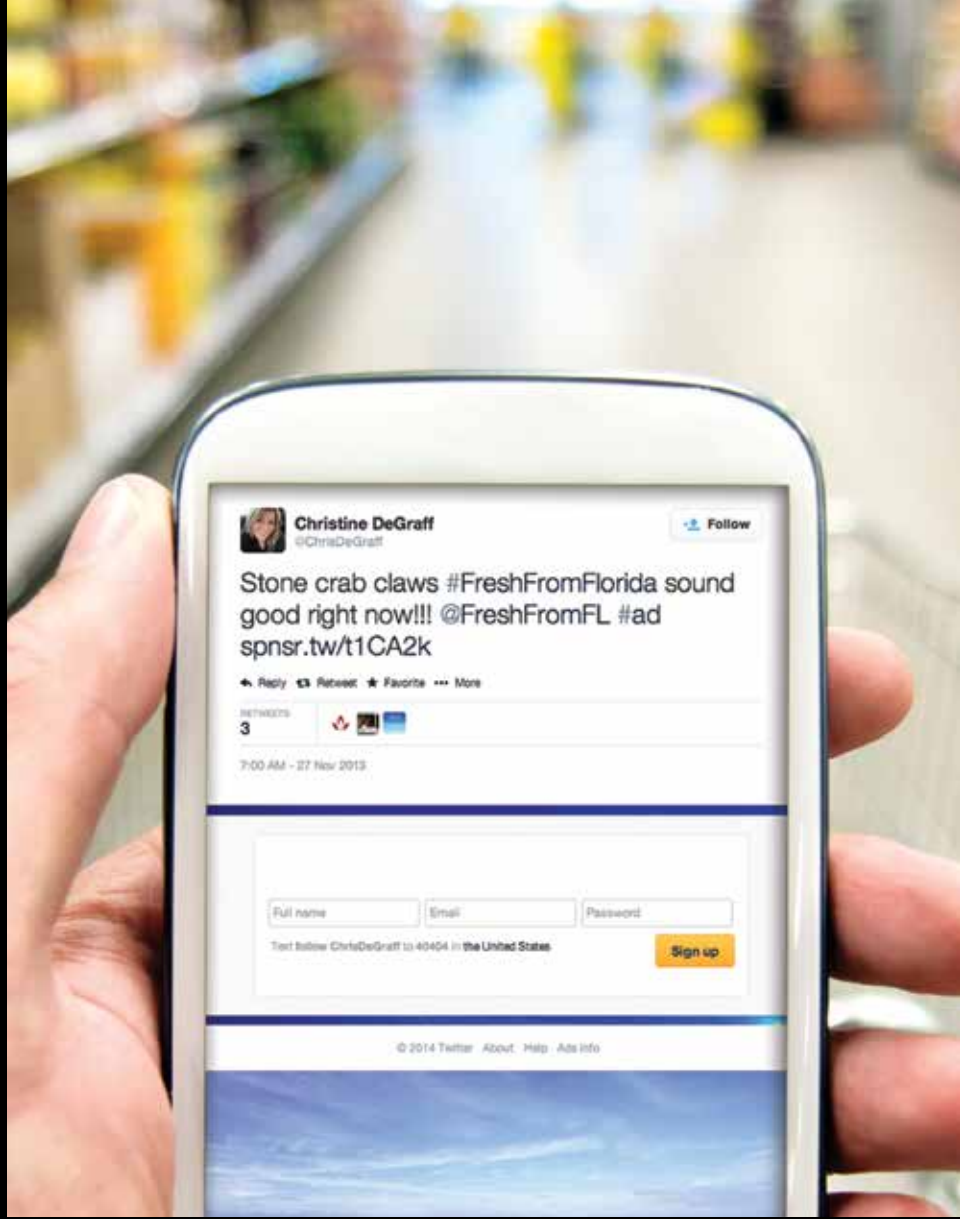 Christine DeGraff
@ChrisDeGraff
Follow
Stone crab claws #FreshFromFlorida sound
good right now!!! @FreshFromFL #ad
spnsr.tw/t1CA2k
Reply Retweet Favorite More
RETWEETS
3
7:00 AM - 27 Nov 2013
Full name Email Password
Text follow ChrisDeGraff to 40404 in the United States
Sign up
© 2014 Twitter About Help Ads info